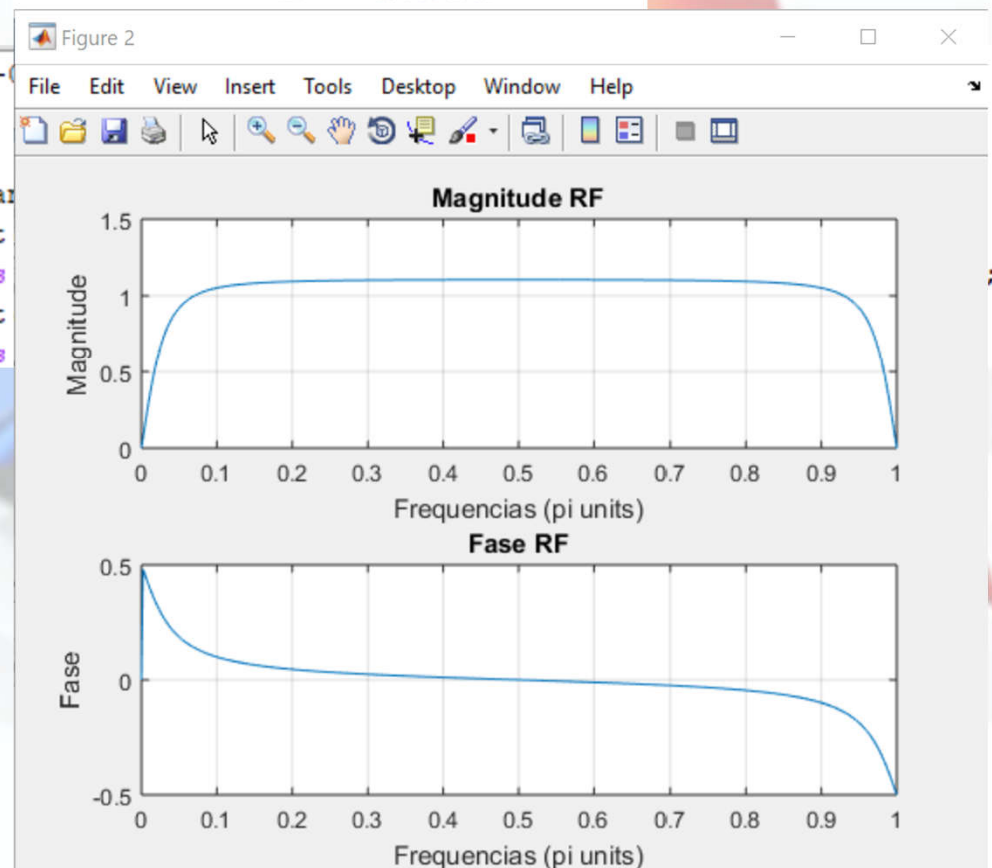 Figure 2
File Edit View Insert Tools Desktop Window Help
Magnitude RF
1.5
1
0.5
0
Magnitude
0 0.1 0.2 0.3 0.4 0.5 0.6 0.7 0.8 0.9 1
Frequencias (pi units)
Fase RF
0.5
0
-0.5
Fase
0 0.1 0.2 0.3 0.4 0.5 0.6 0.7 0.8 0.9 1
Frequencias (pi units)